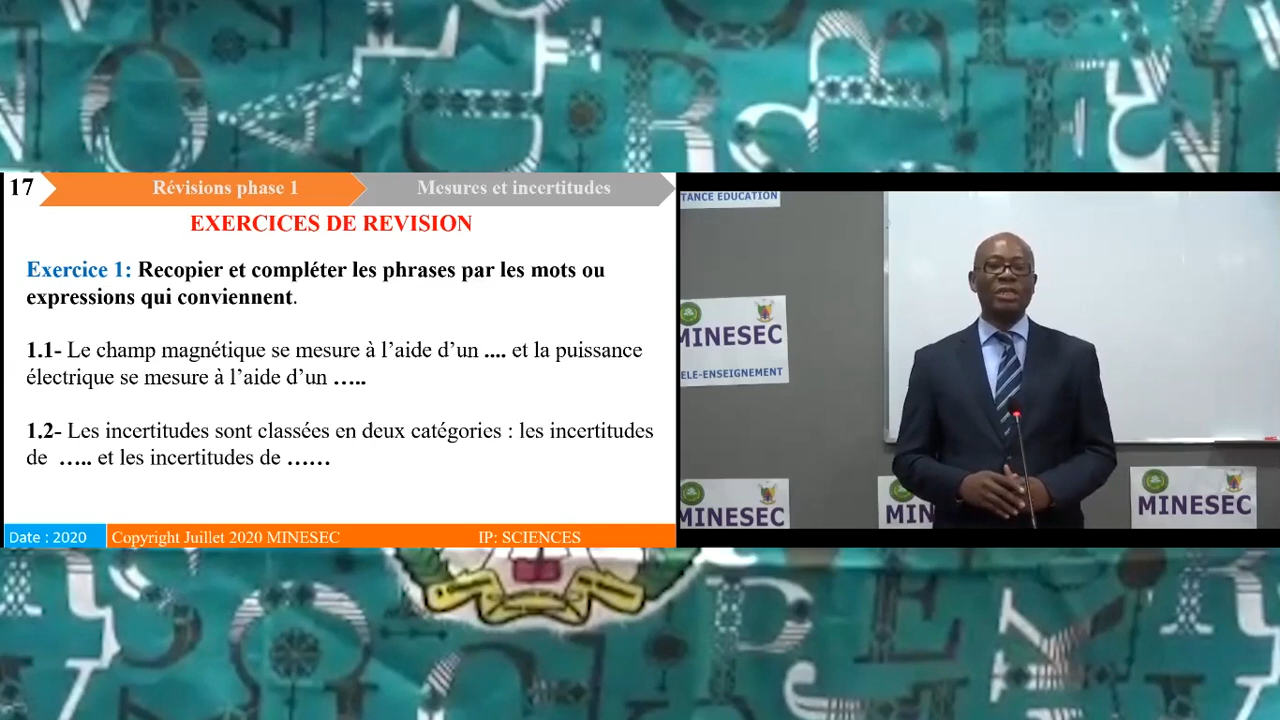 17
Révisions phase 1
Mesures et incertitudes
EXERCICES DE REVISION
Exercice 1: Recopier et compléter les phrases par les mots ou
expressions qui conviennent.
1.1- Le champ magnétique se mesure à l’aide d’un .... et la puissance
électrique se mesure à l’aide d’un …..
1.2- Les incertitudes sont classées en deux catégories : les incertitudes
de ….. et les incertitudes de ……
Date : 2020
Copyright Juillet 2020 MINESEC
IP: SCIENCES
TANCE EDUCATION
MINESEC
ELE-ENSEIGNEMENT
MINESEC
MIN
MINESEC